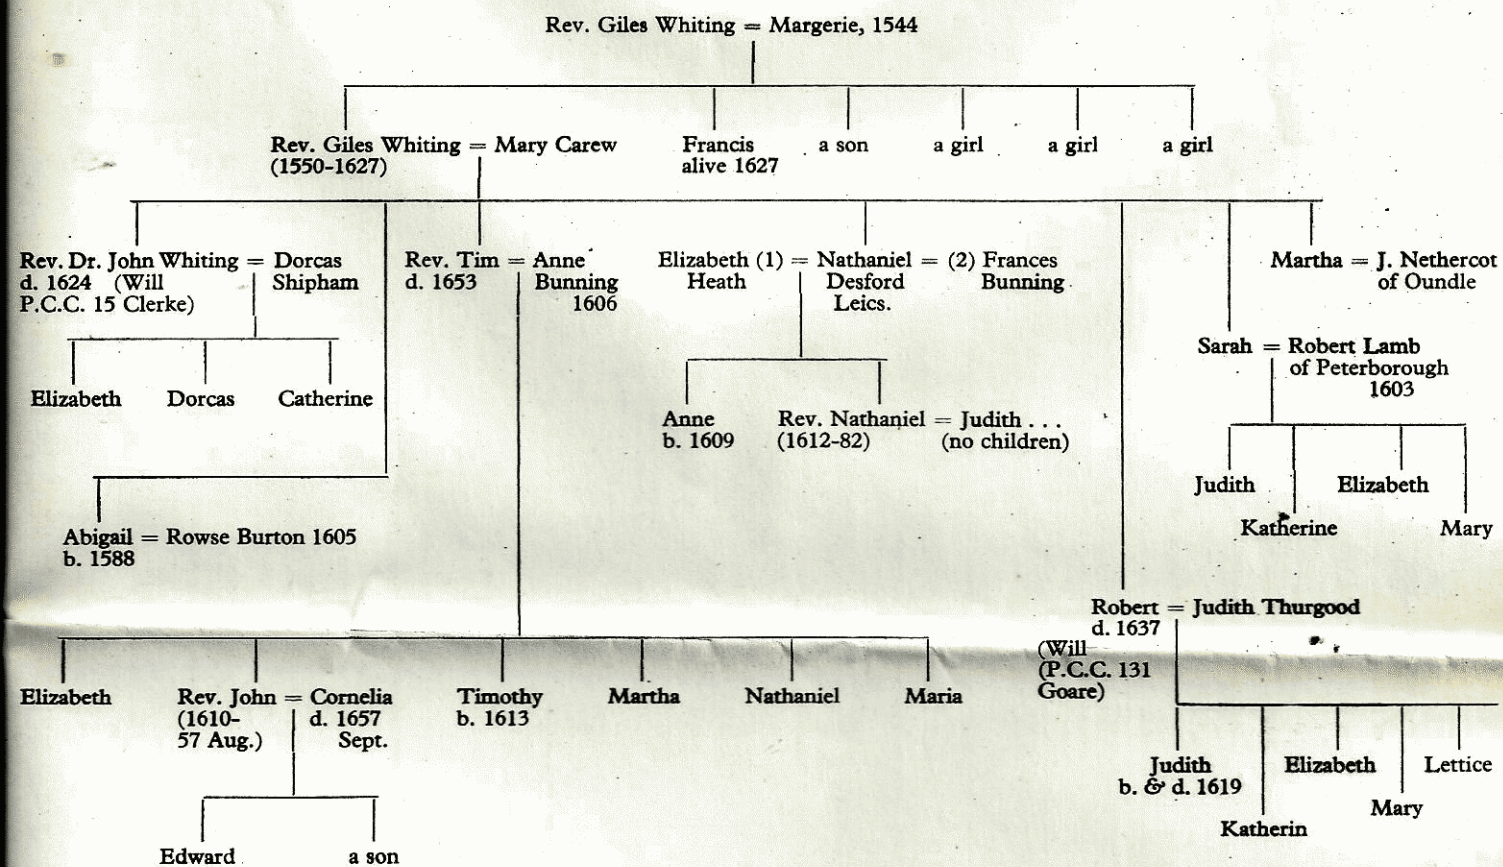 Rev. Giles Whiting = Margerie, 1544
Rev. Giles Whiting = Mary Carew
(1550-1627)
Francis
alive 1627
a son
a girl
a girl
a girl
Rev. Dr. John Whiting = Dorcas
d. 1624 (Will Shipham
P.C.C. 15 Clerke)
Rev. Tim = Anne
d. 1653 Bunning
1606
Elizabeth (1) = Nathaniel = (2) Frances
Heath Desford Bunning
Leics.
Martha = J. Nethercot
of Oundle
Sarah = Robert Lamb
of Peterborough
1603
Elizabeth
Dorcas
Catherine
Anne
b. 1609
Rev. Nathaniel = Judith . . .
(1612-82) (no children)
Judith
Elizabeth
Katherine
Mary
Abigail = Rowse Burton 1605
b. 1588
Robert = Judith Thurgood
d. 1637
(Will
(P.C.C. 131
Goare)
Elizabeth
Rev. John = Cornelia
(1610- d. 1657
57 Aug.) Sept.
Timothy
b. 1613
Martha
Nathaniel
Maria
Judith
b. & d. 1619
Elizabeth
Lettice
Mary
Katherin
Edward
a son